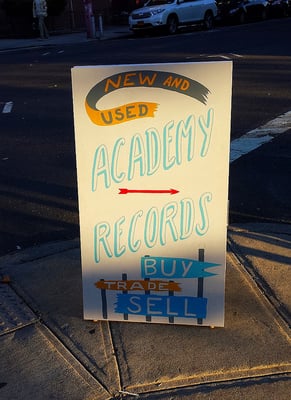 NEW AND
USED
ACADEMY
RECORDS
BUY
TRADE
SELL